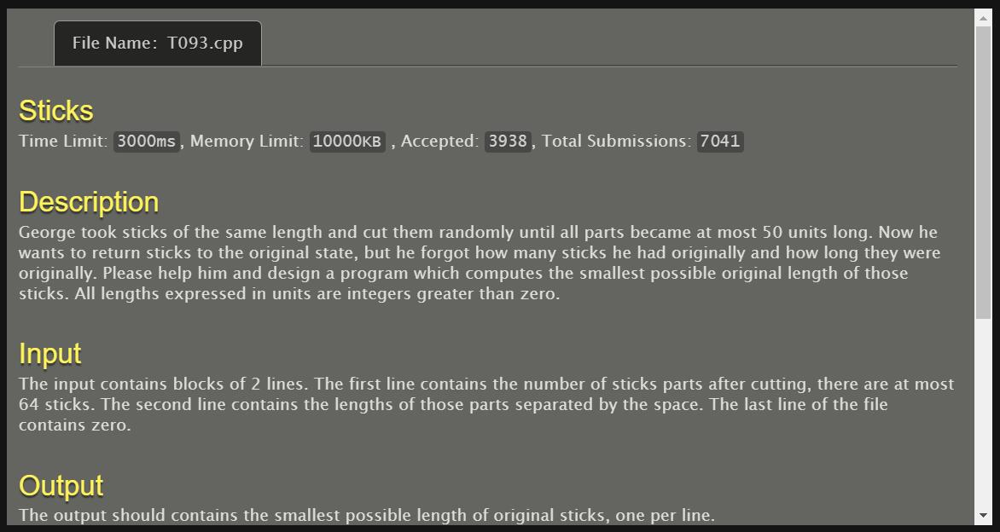 File Name: T093.cpp
Sticks
Time Limit: 3000ms, Memory Limit: 10000KB , Accepted: 3938, Total Submissions: 7041
Description
George took sticks of the same length and cut them randomly until all parts became at most 50 units long. Now he
wants to return sticks to the original state, but he forgot how many sticks he had originally and how long they were
originally. Please help him and design a program which computes the smallest possible original length of those
sticks. All lengths expressed in units are integers greater than zero.
Input
The input contains blocks of 2 lines. The first line contains the number of sticks parts after cutting, there are at most
64 sticks. The second line contains the lengths of those parts separated by the space. The last line of the file
contains zero.
Output
The output should contains the smallest possible length of original sticks, one per line.